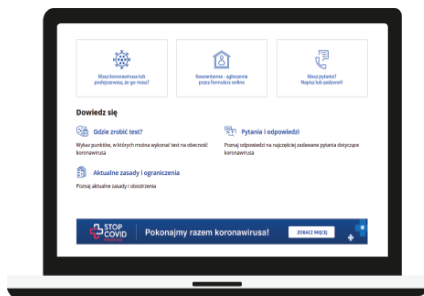 Masz koronawirusa lub
podejrzewasz, że go masz?
Kwarantanna - zgłoszenia
przez formularz online
Masz pytanie?
Napisz lub zadzwoń!
Dowiedz się
Gdzie zrobić test?
Wykaz punktów, w których można wykonać test na obecność
koronawirusa
Pytania i odpowiedzi
Poznaj odpowiedzi na najczęściej zadawane pytania dotyczące
koronawirusa
Aktualne zasady i ograniczenia
Poznaj aktualne zasady i obostrzenia
STOP
COVID
Pokonajmy razem koronawirusa!
ZOBACZ WIĘCEJ